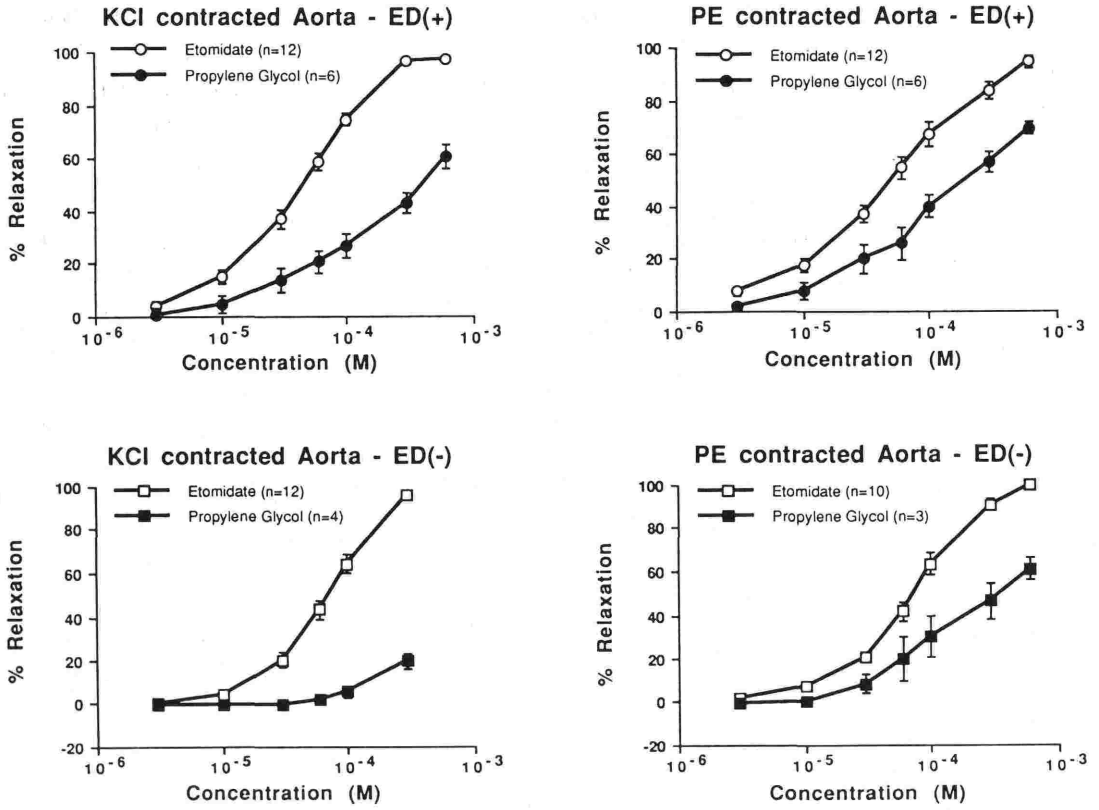 KCl contracted Aorta - ED(+)
Etomidate (n=12)
Propylene Glycol (n=6)
% Relaxation
100
80
60
40
20
0
10-6
10-5
10-4
10-3
Concentration (M)
PE contracted Aorta - ED(+)
Etomidate (n=12)
Propylene Glycol (n=6)
% Relaxation
100
80
60
40
20
0
10-6
10-5
10-4
10-3
Concentration (M)
KCl contracted Aorta - ED(-)
Etomidate (n=12)
Propylene Glycol (n=4)
% Relaxation
100
80
60
40
20
0
-20
10-6
10-5
10-4
10-3
Concentration (M)
PE contracted Aorta - ED(-)
Etomidate (n=10)
Propylene Glycol (n=3)
% Relaxation
100
80
60
40
20
0
-20
10-6
10-5
10-4
10-3
Concentration (M)